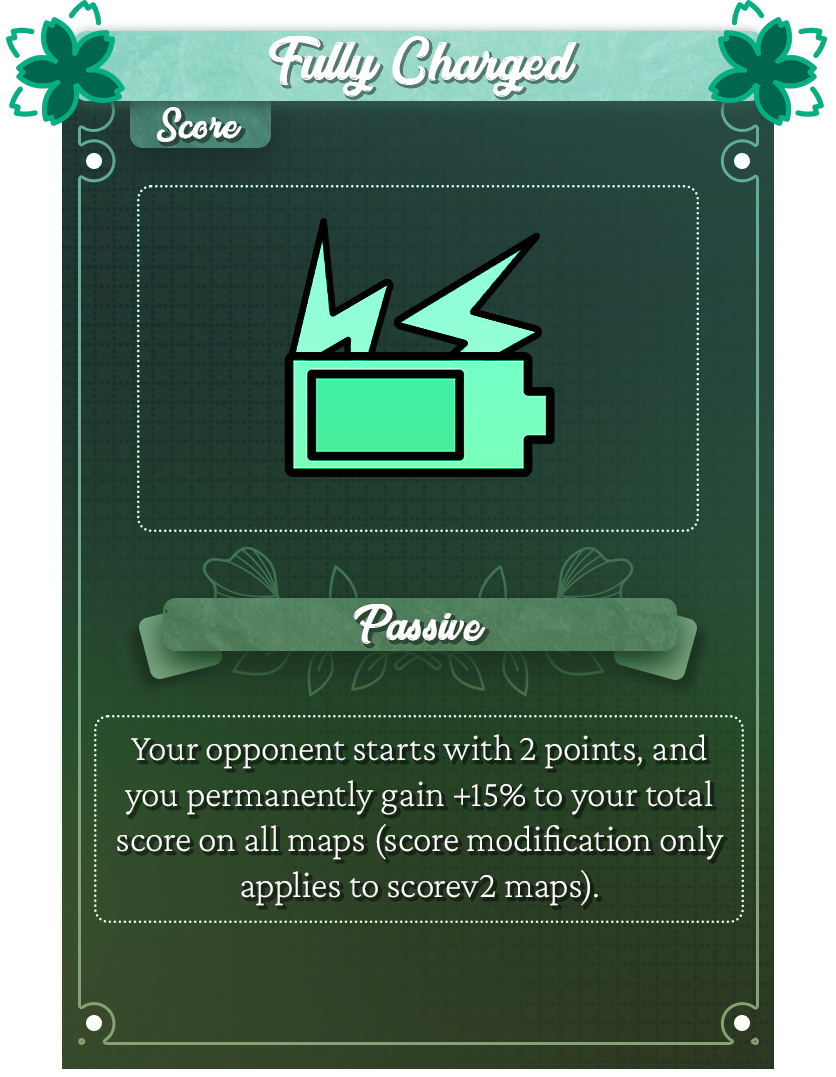 Fully Charged
Score
Passive
Your opponent starts with 2 points, and
you permanently gain +15% to your total
score on all maps (score modification only
applies to scorev2 maps).